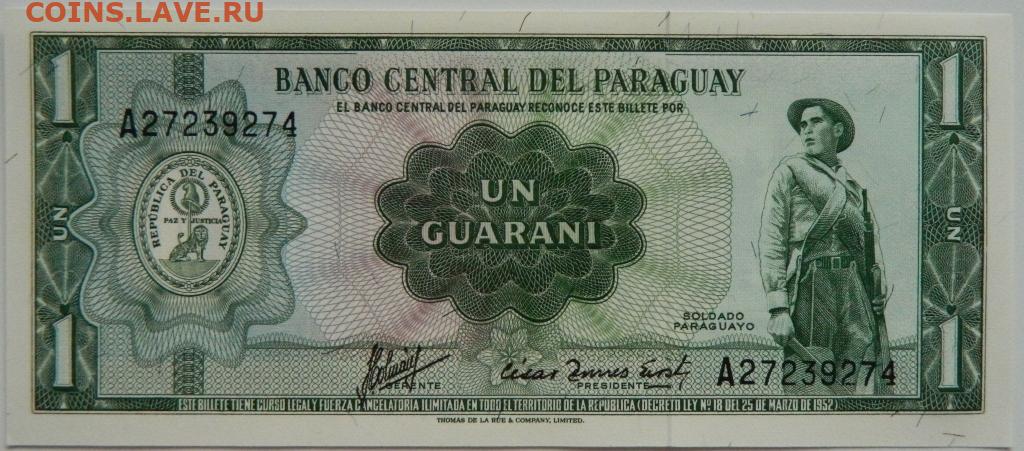 COINS.LAVE.RU
1
1
BANCO CENTRAL DEL PARAGUAY
EL BANCO CENTRAL DEL PARAGUAY RECONOCE ESTE BILLETE POR
A27239274
REPÚBLICA DEL PARAGUAY
PAZ Y JUSTICIA
UN
UN
UN
GUARANI
SOLDADO
PARAGUAYO
1
1
GERENTE
PRESIDENTE
A27239274
ESTE BILLETE TIENE CURSO LEGAL Y FUERZA CANCELATORIA ILIMITADA EN TODO EL TERRITORIO DE LA REPUBLICA (DECRETO LEY Nº 18 DEL 25 DE MARZO DE 1952)
THOMAS DE LA RUE & COMPANY, LIMITED.